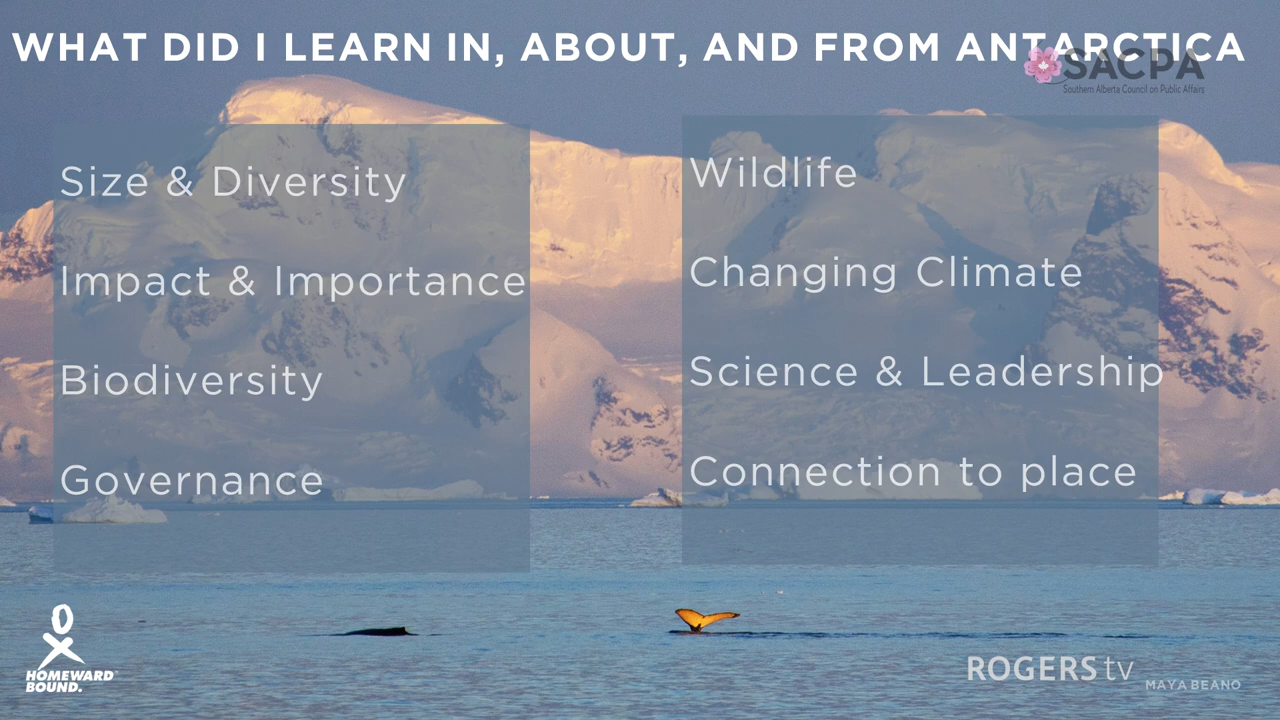 WHAT DID I LEARN IN, ABOUT, AND FROM ANTARCTICA
SACPA
Southern Alberta Council on Public Affairs
Size & Diversity
Impact & Importance
Biodiversity
Governance
Wildlife
Changing Climate
Science & Leadership
Connection to place
HOMEWARD
BOUND.
ROGERS tv
MAYA BEANO